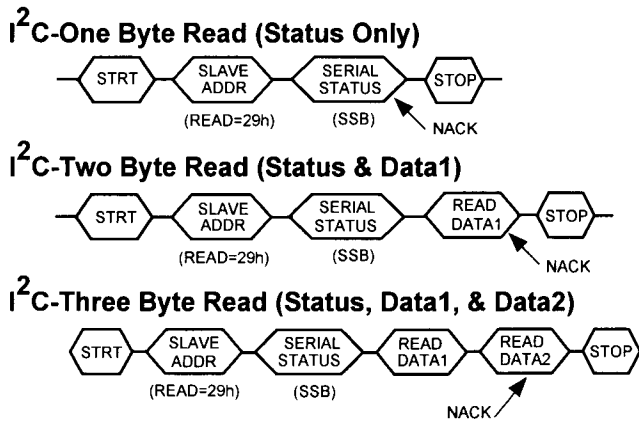 I²C-One Byte Read (Status Only)
STRT
SLAVE
ADDR
SERIAL
STATUS
STOP
(READ=29h)
(SSB)
NACK
I²C-Two Byte Read (Status & Data1)
STRT
SLAVE
ADDR
SERIAL
STATUS
READ
DATA1
STOP
(READ=29h)
(SSB)
NACK
I²C-Three Byte Read (Status, Data1, & Data2)
STRT
SLAVE
ADDR
SERIAL
STATUS
READ
DATA1
READ
DATA2
STOP
(READ=29h)
(SSB)
NACK